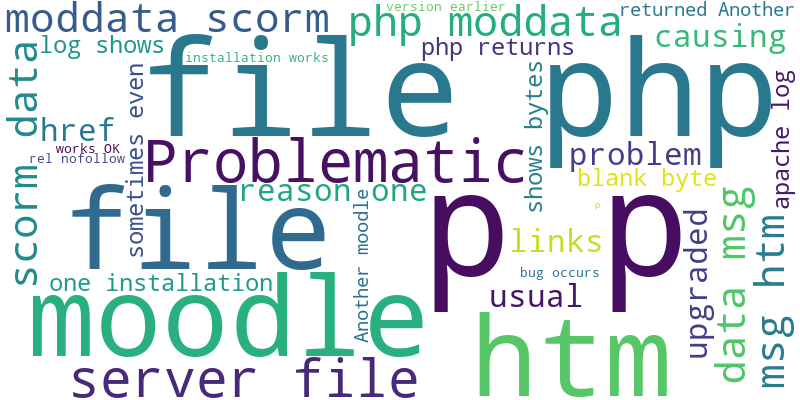 moddata scorm
version earlier
returned Another
php moddata
log shows
php returns
causing
installation works
file
php
scorm data
sometimes even
shows bytes
apache log
href
works OK
rel nofollow
Problematic
problem
blank byte
file
reason one
p p
p
data msg
msg htm
upgraded
Another moodle
links
one installation
bug occurs
moodle
usual
htm
server file